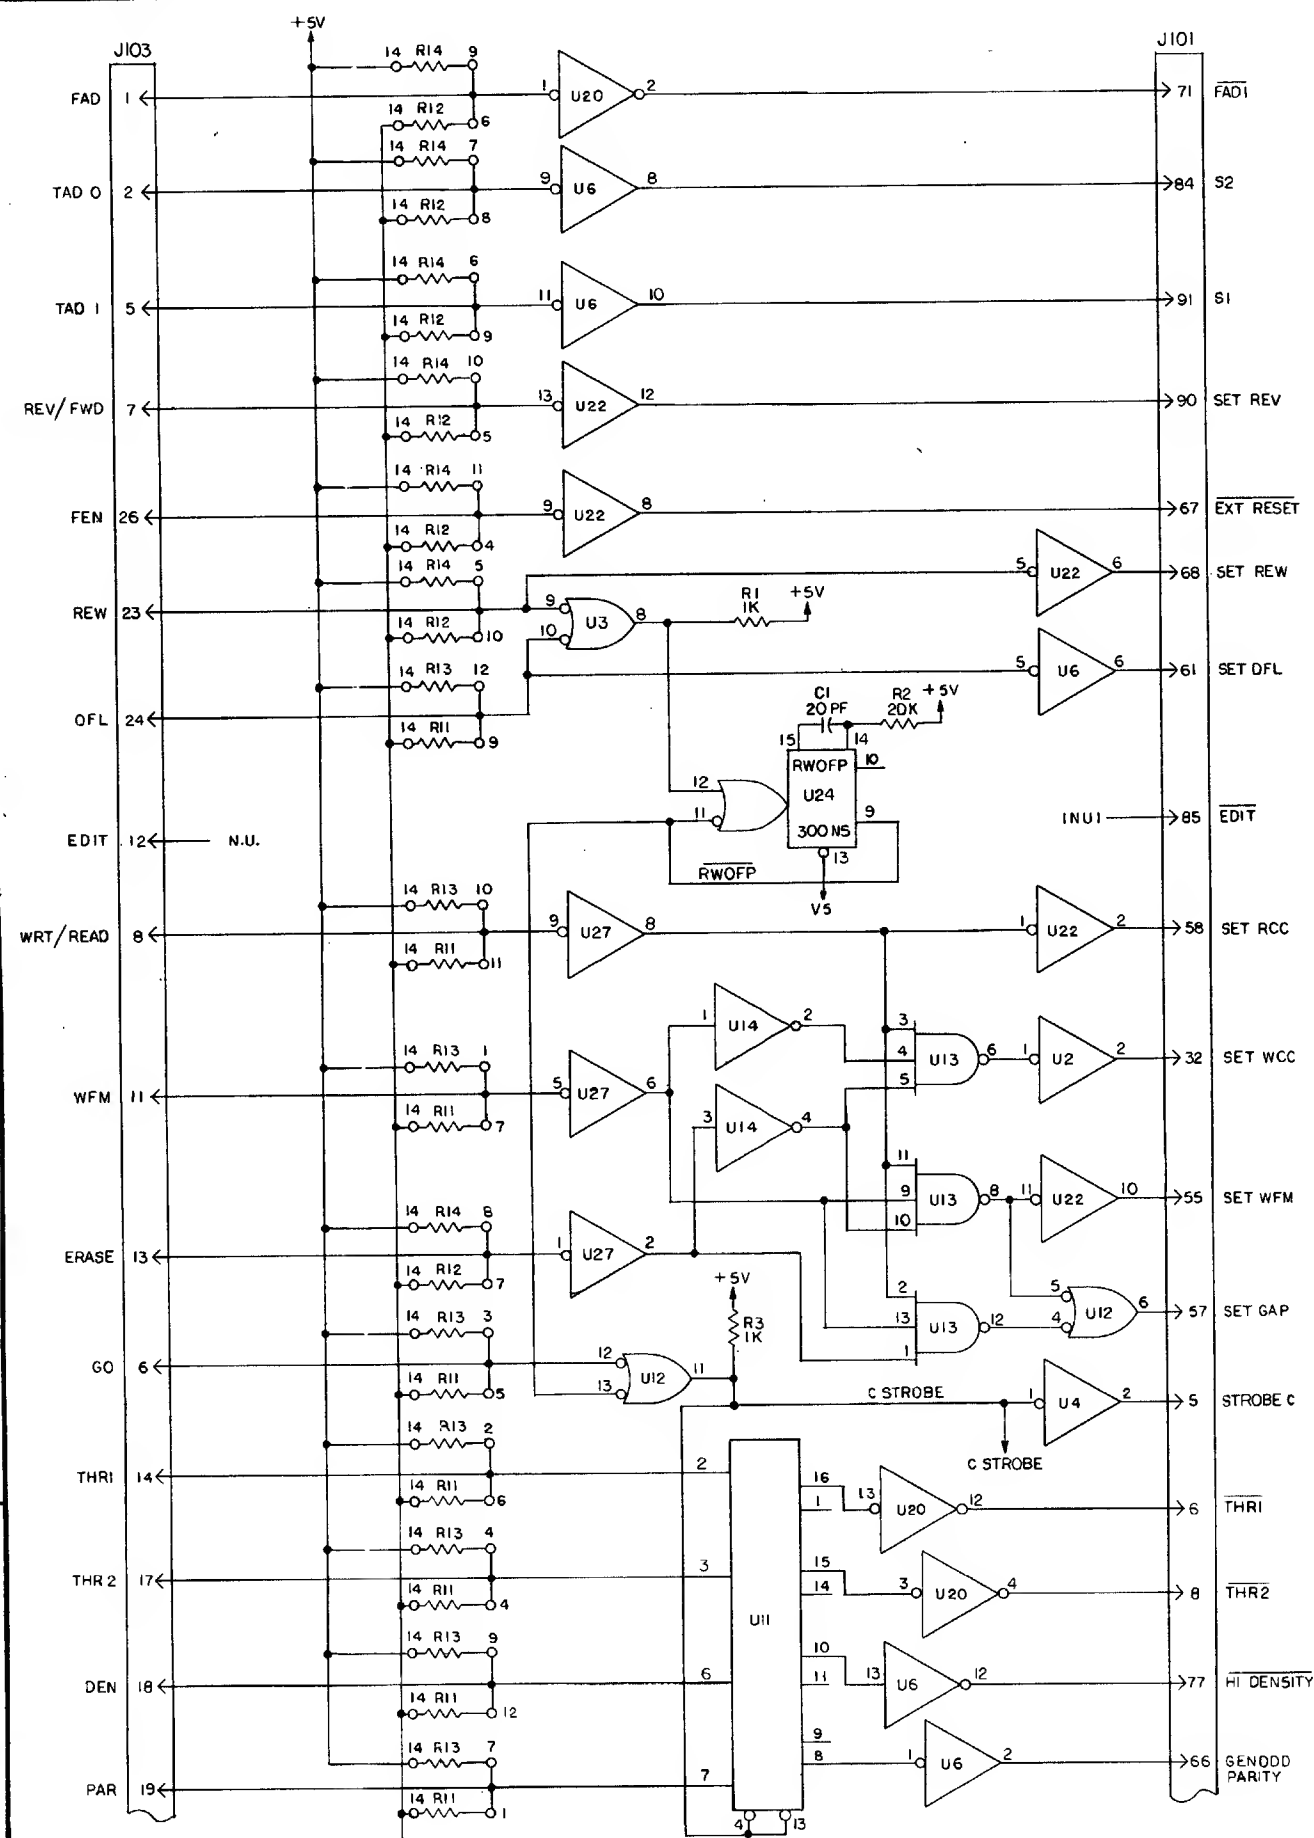 +5V
J103
J101
14 R14 9
FAD 1
1 U20 2
71 FAD1
14 R12 6
14 R14 7
TAD 0 2
9 U6 8
84 S2
14 R12 8
14 R14 6
TAD 1 5
11 U6 10
91 S1
14 R12 9
14 R14 10
REV/FWD 7
13 U22 12
90 SET REV
14 R12 5
14 R14 11
FEN 26
9 U22 8
67 EXT RESET
14 R12 4
14 R14 5
5 U22 6
68 SET REW
REW 23
9 U3 8
10
R1
1K
+5V
14 R12 10
14 R13 12
5 U6 6
61 SET OFL
OFL 24
14 R11 9
C1
20 PF
R2
20K
+5V
15 14
RWOFP 10
12 U24
11 9
300 NS
13
RWOFP
V5
EDIT 12 N.U.
INU1 85 EDIT
14 R13 10
WRT/READ 8
9 U27 8
1 U22 2
58 SET RCC
14 R11 11
1 U14 2
3
4 U13 6
5
1 U2 2
32 SET WCC
14 R13 1
WFM 11
5 U27 6
14 R11 7
3 U14 4
11
9 U13 8
10
11 U22 10
55 SET WFM
14 R14 8
ERASE 13
1 U27 2
14 R12 7
+5V
R3
1K
2
13 U13 12
1
5
4 U12 6
57 SET GAP
14 R13 3
GO 6
12 U12 11
13
14 R11 5
C STROBE
1 U4 2
5 STROBE C
C STROBE
14 R13 2
THR1 14
2
14 R11 6
16
1
13 U20 12
6 THR1
14 R13 4
THR 2 17
3
14 R11 4
15
14
3 U20 4
8 THR2
U11
14 R13 9
DEN 18
6
14 R11 12
10
11
13 U6 12
77 HI DENSITY
14 R13 7
PAR 19
7
14 R11 1
9
8
1 U6 2
66 GENODD
PARITY
4 13